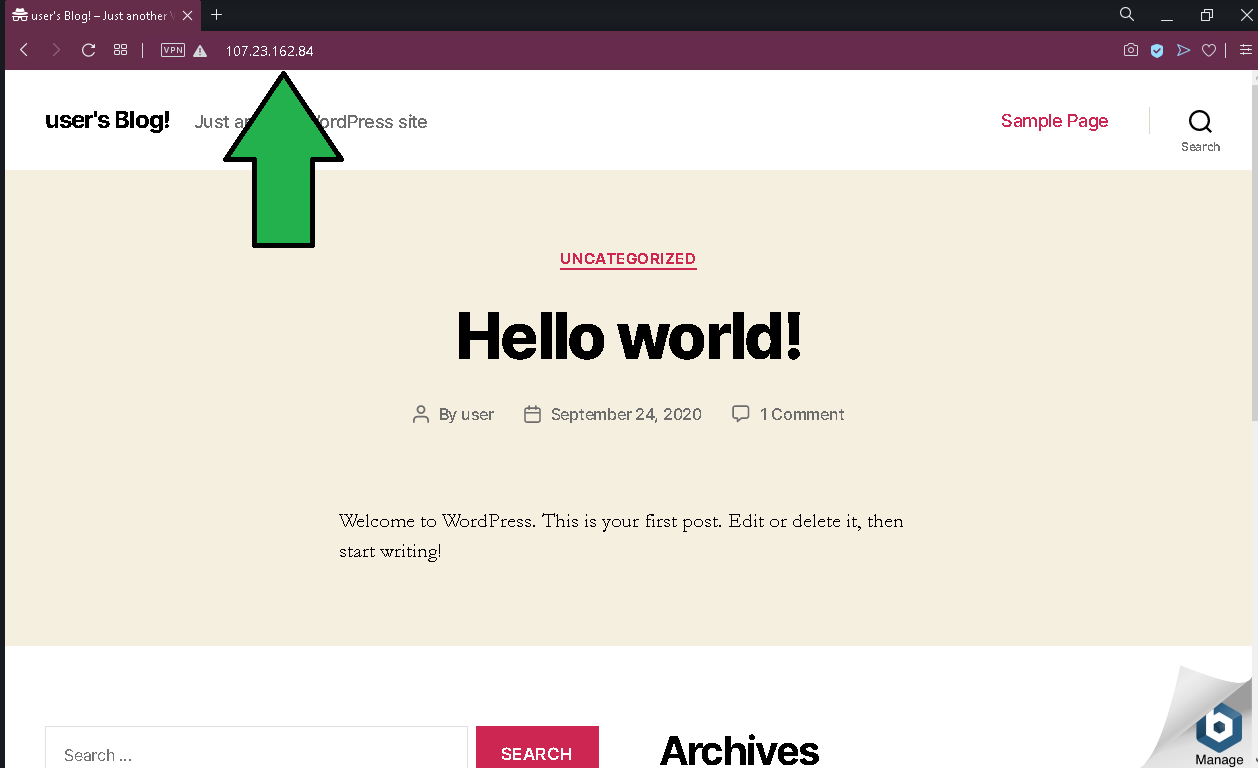 user's Blog! – Just another
VPN
107.23.162.84
user's Blog!
Just an ordPress site
Sample Page
Search
UNCATEGORIZED
Hello world!
By user
September 24, 2020
1 Comment
Welcome to WordPress. This is your first post. Edit or delete it, then
start writing!
Search ...
SEARCH
Archives
Manage